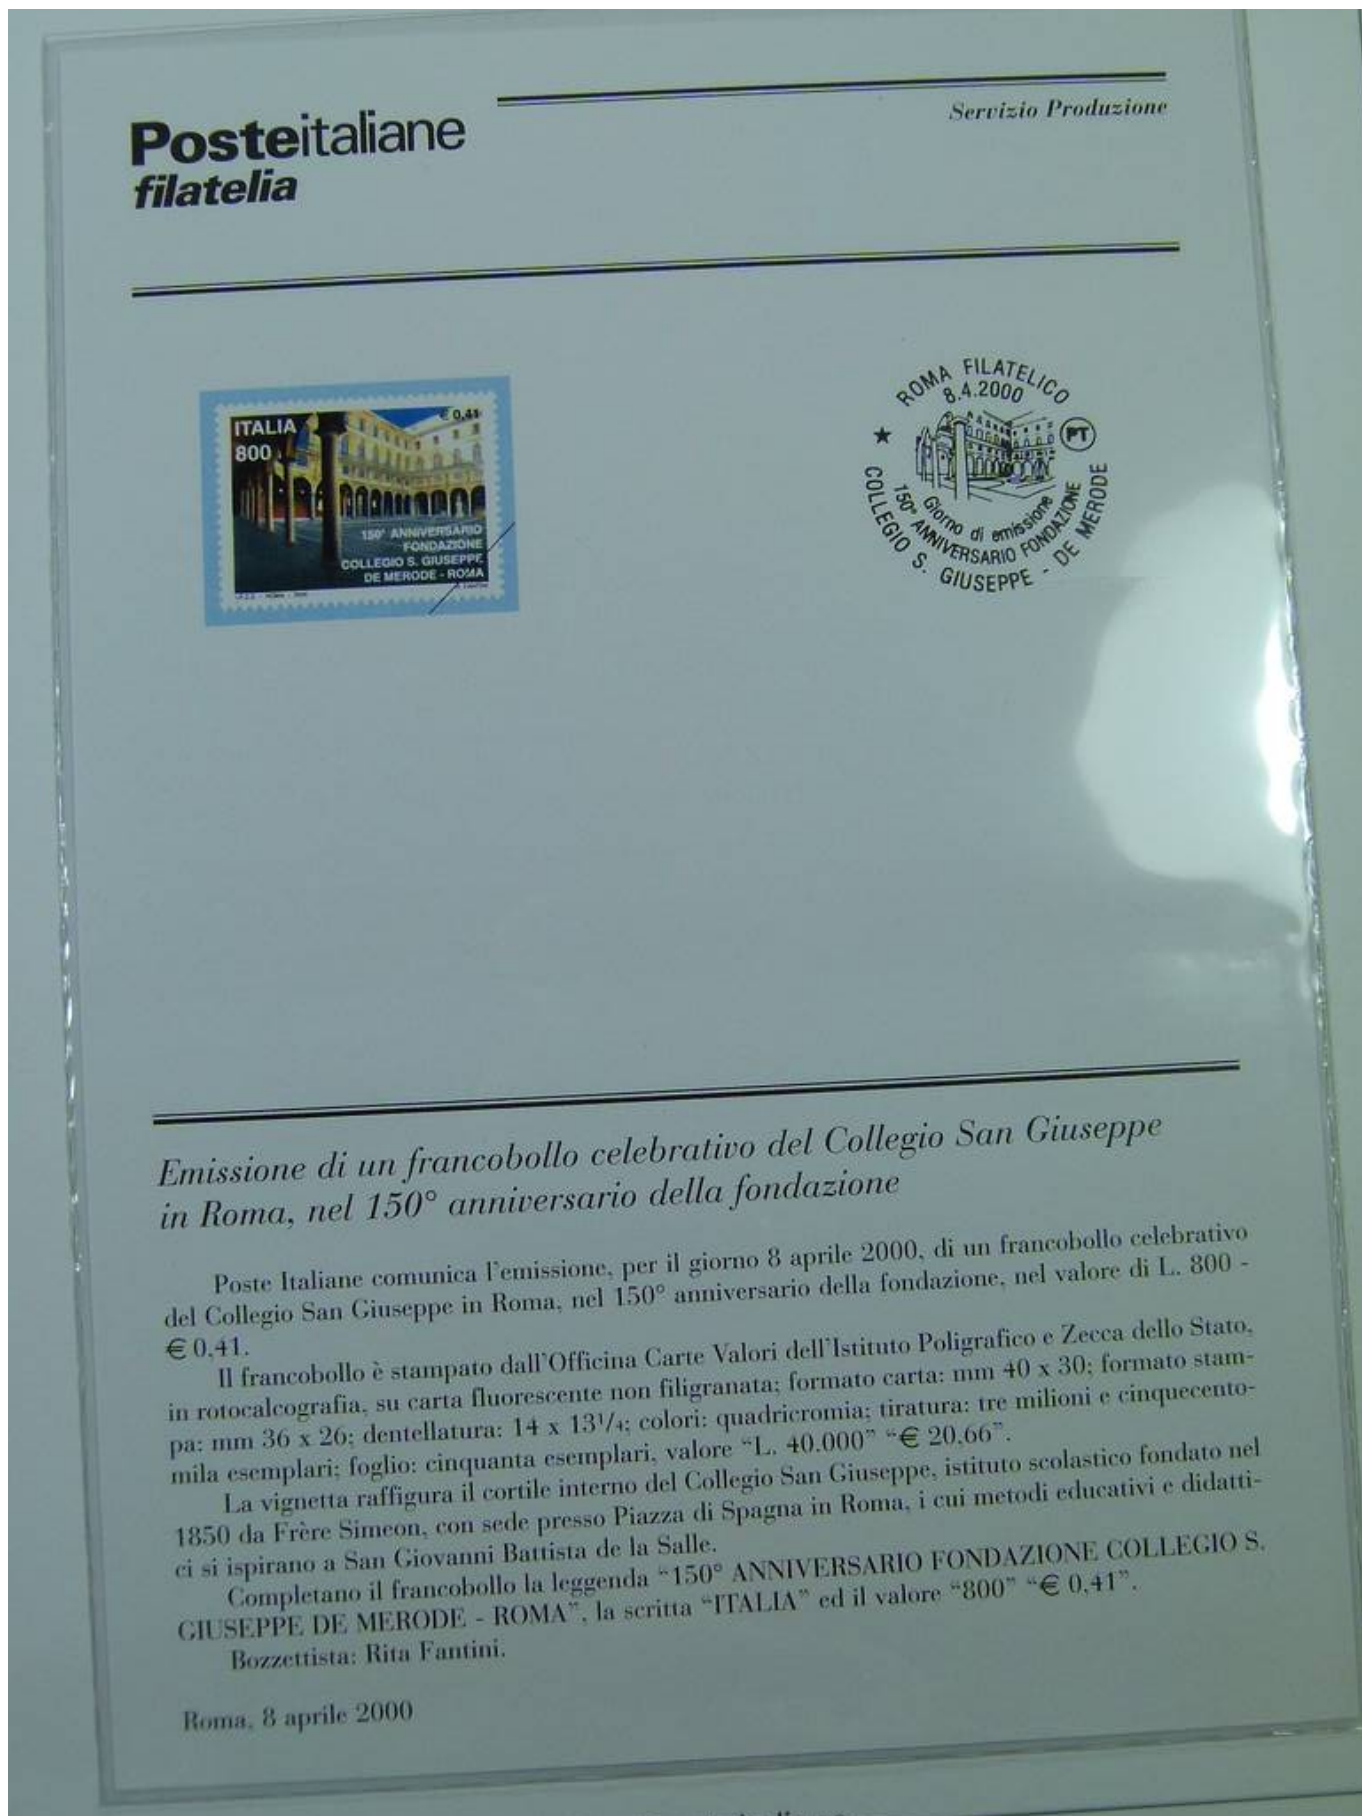 Posteitaliane
filatelia
Servizio Produzione
ITALIA
800
€ 0,41
150° ANNIVERSARIO
FONDAZIONE
COLLEGIO S. GIUSEPPE
DE MERODE - ROMA
ROMA FILATELICO
8.4.2000
PT
Giorno di emissione
150° ANNIVERSARIO FONDAZIONE
COLLEGIO S. GIUSEPPE - DE MERODE
Emissione di un francobollo celebrativo del Collegio San Giuseppe
in Roma, nel 150° anniversario della fondazione
Poste Italiane comunica l'emissione, per il giorno 8 aprile 2000, di un francobollo celebrativo
del Collegio San Giuseppe in Roma, nel 150° anniversario della fondazione, nel valore di L. 800 -
€ 0,41.
Il francobollo è stampato dall'Officina Carte Valori dell'Istituto Poligrafico e Zecca dello Stato,
in rotocalcografia, su carta fluorescente non filigranata; formato carta: mm 40 x 30; formato stam-
pa: mm 36 x 26; dentellatura: 14 x 13¹/₄; colori: quadricromia; tiratura: tre milioni e cinquecento-
mila esemplari; foglio: cinquanta esemplari, valore “L. 40.000” “€ 20,66”.
La vignetta raffigura il cortile interno del Collegio San Giuseppe, istituto scolastico fondato nel
1850 da Frère Simeon, con sede presso Piazza di Spagna in Roma, i cui metodi educativi e didatti-
ci si ispirano a San Giovanni Battista de la Salle.
Completano il francobollo la leggenda “150° ANNIVERSARIO FONDAZIONE COLLEGIO S.
GIUSEPPE DE MERODE - ROMA”, la scritta “ITALIA” ed il valore “800” “€ 0,41”.
Bozzettista: Rita Fantini.
Roma, 8 aprile 2000